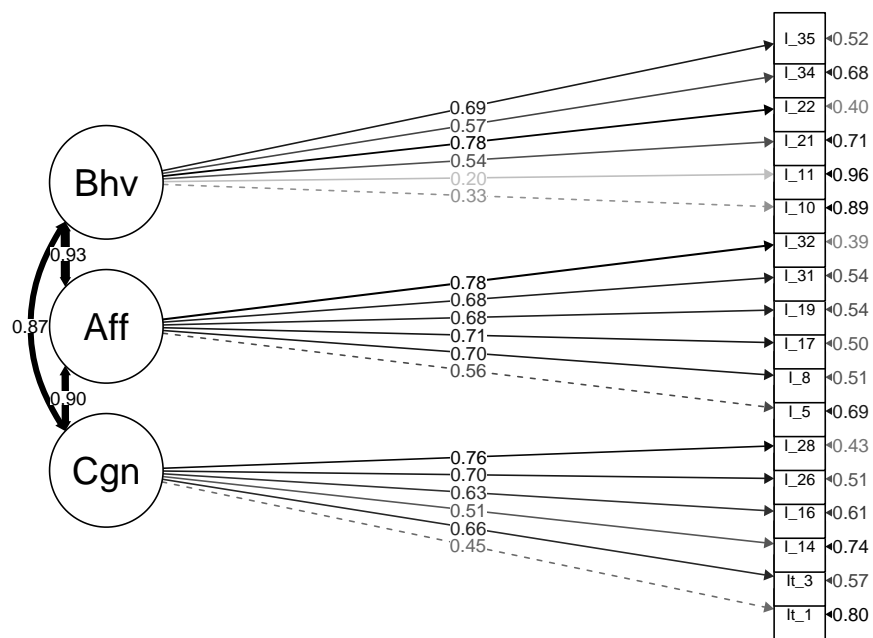 I_35 0.52
0.69
I_34 0.68
0.57
I_22 0.40
0.78
I_21 0.71
0.54
I_11 0.96
0.20
I_10 0.89
0.33
Bhv
I_32 0.39
0.93
0.78
I_31 0.54
0.68
I_19 0.54
0.68
0.87
Aff
0.71
I_17 0.50
0.70
I_8 0.51
0.56
I_5 0.69
0.90
I_28 0.43
0.76
I_26 0.51
0.70
Cgn
0.63
I_16 0.61
0.51
I_14 0.74
0.66
It_3 0.57
0.45
It_1 0.80